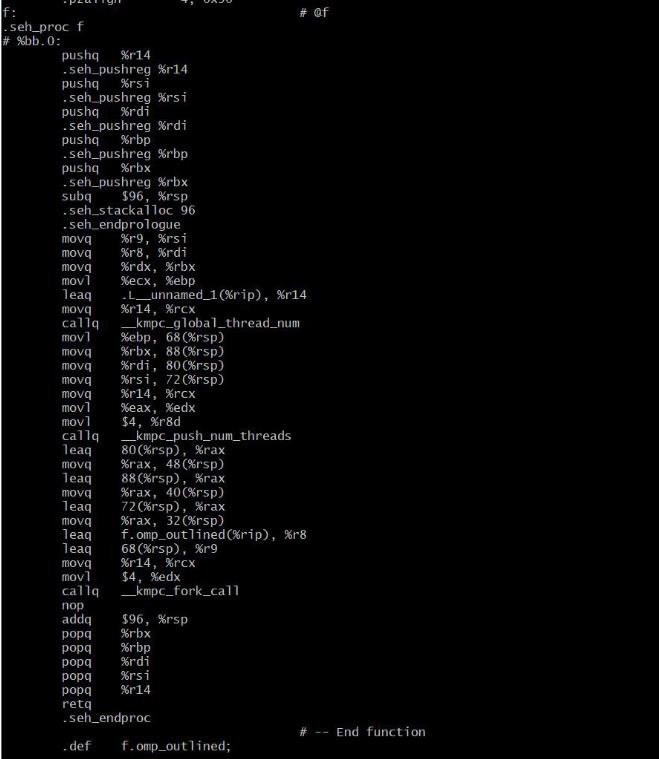 .p2align 4, 0x90
f: # @f
.seh_proc f
# %bb.0:
pushq %r14
.seh_pushreg %r14
pushq %rsi
.seh_pushreg %rsi
pushq %rdi
.seh_pushreg %rdi
pushq %rbp
.seh_pushreg %rbp
pushq %rbx
.seh_pushreg %rbx
subq $96, %rsp
.seh_stackalloc 96
.seh_endprologue
movq %r9, %rsi
movq %r8, %rdi
movq %rdx, %rbx
movl %ecx, %ebp
leaq .L__unnamed_1(%rip), %r14
movq %r14, %rcx
callq __kmpc_global_thread_num
movl %ebp, 68(%rsp)
movq %rbx, 88(%rsp)
movq %rdi, 80(%rsp)
movq %rsi, 72(%rsp)
movq %r14, %rcx
movl %eax, %edx
movl $4, %r8d
callq __kmpc_push_num_threads
leaq 80(%rsp), %rax
movq %rax, 48(%rsp)
leaq 88(%rsp), %rax
movq %rax, 40(%rsp)
leaq 72(%rsp), %rax
movq %rax, 32(%rsp)
leaq f.omp_outlined(%rip), %r8
leaq 68(%rsp), %r9
movq %r14, %rcx
movl $4, %edx
callq __kmpc_fork_call
nop
addq $96, %rsp
popq %rbx
popq %rbp
popq %rdi
popq %rsi
popq %r14
retq
.seh_endproc
# -- End function
.def f.omp_outlined;